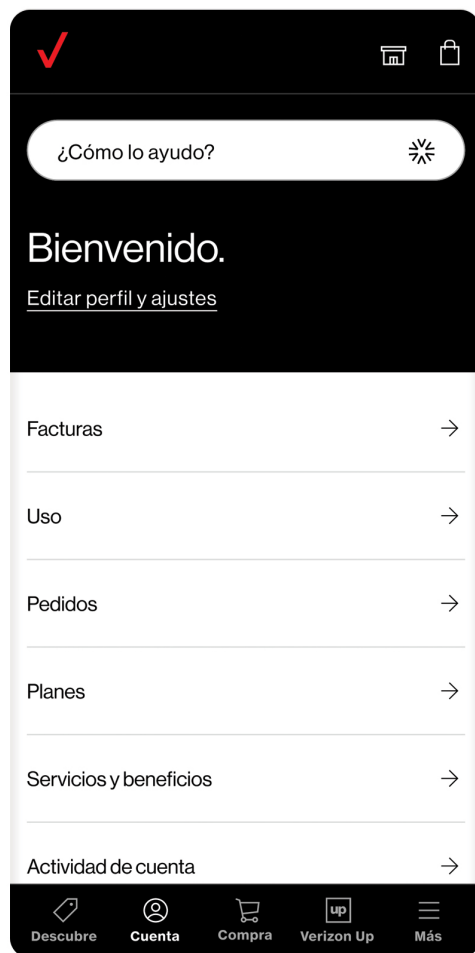 ¿Cómo lo ayudo?
Bienvenido.
Editar perfil y ajustes
Facturas
Uso
Pedidos
Planes
Servicios y beneficios
Actividad de cuenta
up
Descubre Cuenta Compra Verizon Up Más